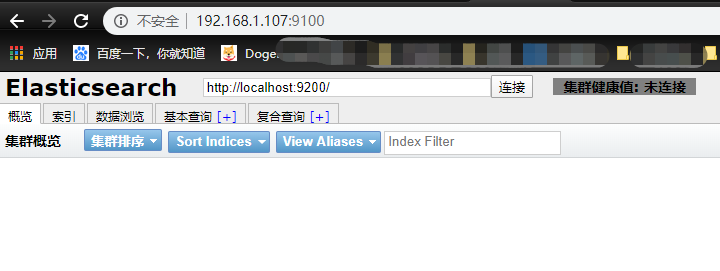 不安全 192.168.1.107:9100
应用 百度一下,你就知道 Doge
Elasticsearch http://localhost:9200/ 连接 集群健康值: 未连接
概览 索引 数据浏览 基本查询 [+] 复合查询 [+]
集群概览 集群排序 Sort Indices View Aliases Index Filter